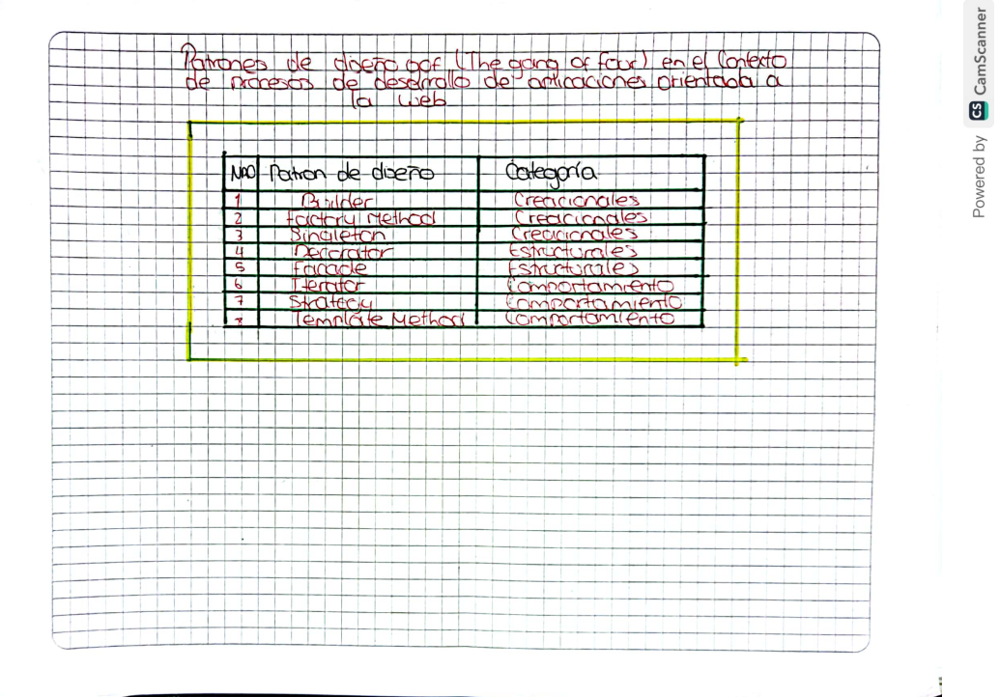 Patrones de diseño gof (The gang of four) en el Contexto
de procesos de desarrollo de aplicaciones orientada a
la web
Nro Patron de diseño Categoría
1 Builder Creacionales
2 Factory Method Creacionales
3 Singleton Creacionales
4 Decorator Estructurales
5 Facade Estructurales
6 Iterator Comportamiento
7 Strategy Comportamiento
8 Template Method Comportamiento
Powered by CS CamScanner